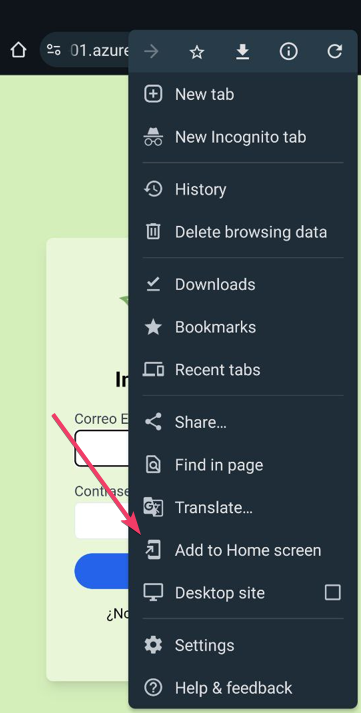 01.azure
New tab
New Incognito tab
History
Delete browsing data
Downloads
Bookmarks
Recent tabs
Share...
Find in page
Translate...
Add to Home screen
Desktop site
Settings
Help & feedback
In
Correo E
Contrase
¿No